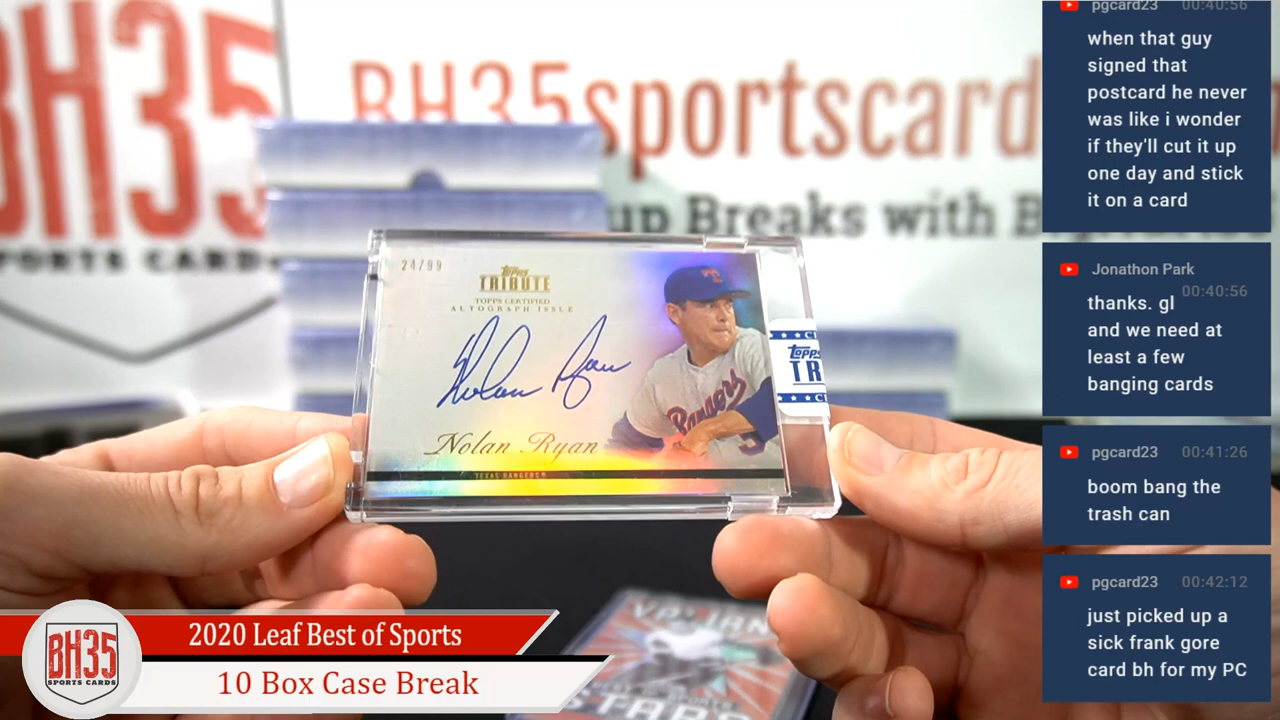 BH35
SPORTS CARDS
BH35sportscard
up Breaks with B
24/99
Topps
TRIBUTE
TOPPS CERTIFIED
AUTOGRAPH ISSUE
Nolan Ryan
Rangers
Nolan Ryan
TEXAS RANGERS
Topps
TR
STARS
BH35
SPORTS CARDS
2020 Leaf Best of Sports
10 Box Case Break
pgcard23 00:40:56
when that guy
signed that
postcard he never
was like i wonder
if they'll cut it up
one day and stick
it on a card
Jonathon Park
00:40:56
thanks. gl
and we need at
least a few
banging cards
pgcard23 00:41:26
boom bang the
trash can
pgcard23 00:42:12
just picked up a
sick frank gore
card bh for my PC